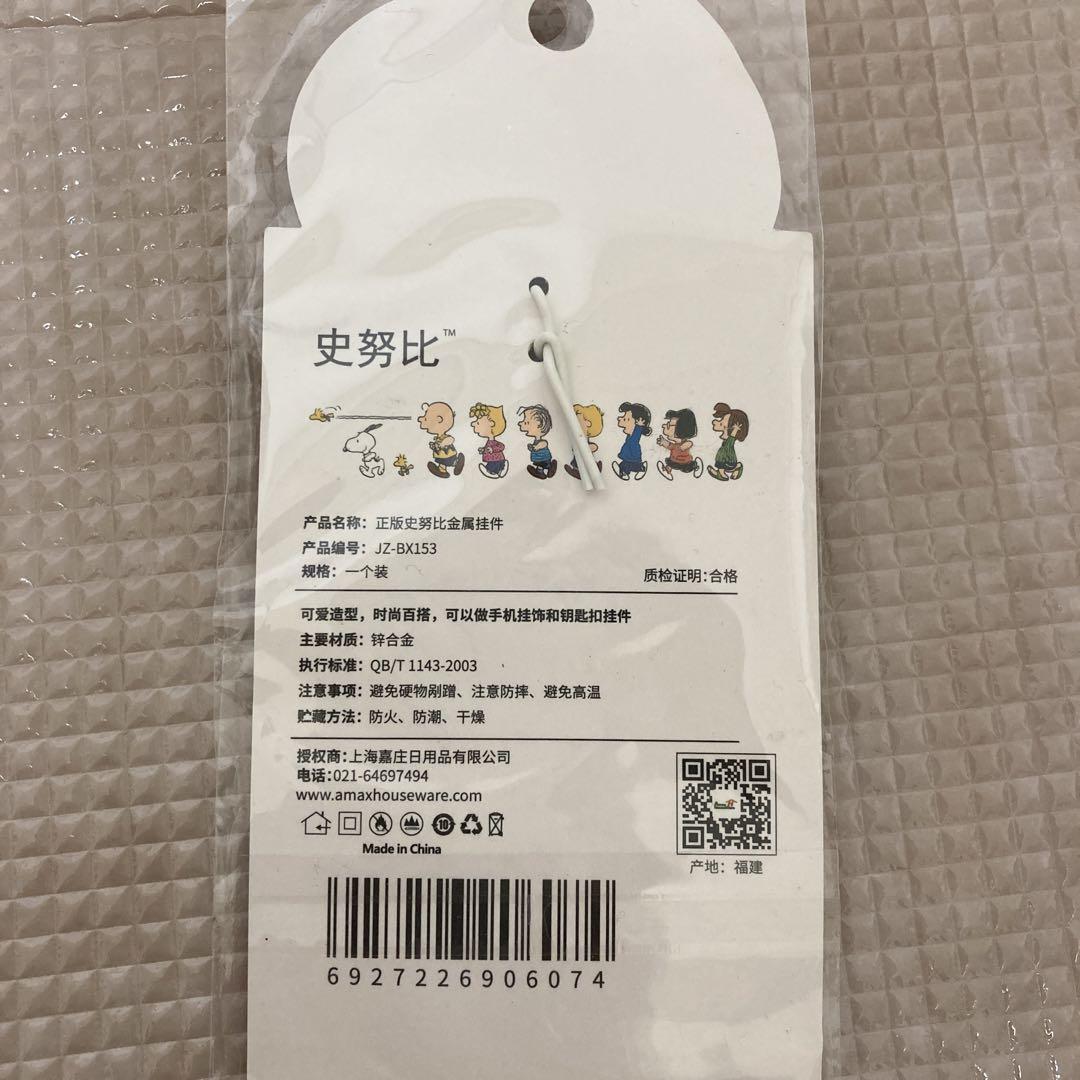 史努比™
产品名称：正版史努比金属挂件
产品编号：JZ-BX153
规格：一个装
质检证明：合格
可爱造型，时尚百搭，可以做手机挂饰和钥匙扣挂件
主要材质：锌合金
执行标准：QB/T 1143-2003
注意事项：避免硬物剐蹭、注意防摔、避免高温
贮藏方法：防火、防潮、干燥
授权商：上海嘉庄日用品有限公司
电话：021-64697494
www.amaxhouseware.com
10
Made in China
产地：福建
6927226906074